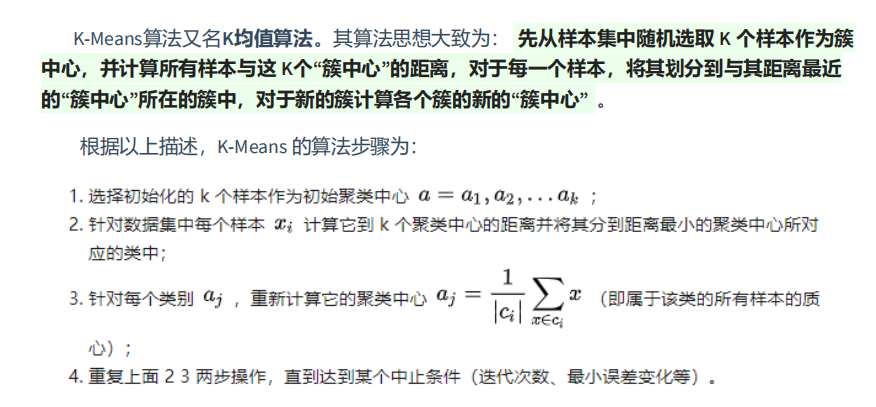 K-Means算法又名K均值算法。其算法思想大致为：先从样本集中随机选取 K 个样本作为簇
中心，并计算所有样本与这 K个“簇中心”的距离，对于每一个样本，将其划分到与其距离最近
的“簇中心”所在的簇中，对于新的簇计算各个簇的新的“簇中心” 。
根据以上描述，K-Means 的算法步骤为：
1. 选择初始化的 k 个样本作为初始聚类中心 a = a₁, a₂, … aₖ ；
2. 针对数据集中每个样本 xᵢ 计算它到 k 个聚类中心的距离并将其分到距离最小的聚类中心所对
应的类中；
3. 针对每个类别 aⱼ ，重新计算它的聚类中心 aⱼ = \frac{1}{|cᵢ|} \sum_{x∈cᵢ} x （即属于该类的所有样本的质
心）；
4. 重复上面 2 3 两步操作，直到达到某个中止条件（迭代次数、最小误差变化等）。